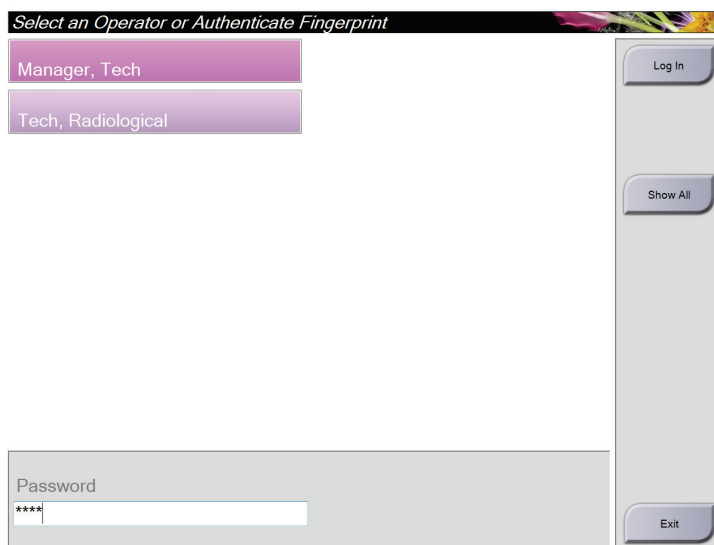 Select an Operator or Authenticate Fingerprint
Manager, Tech
Log In
Tech, Radiological
Show All
Password
****
Exit